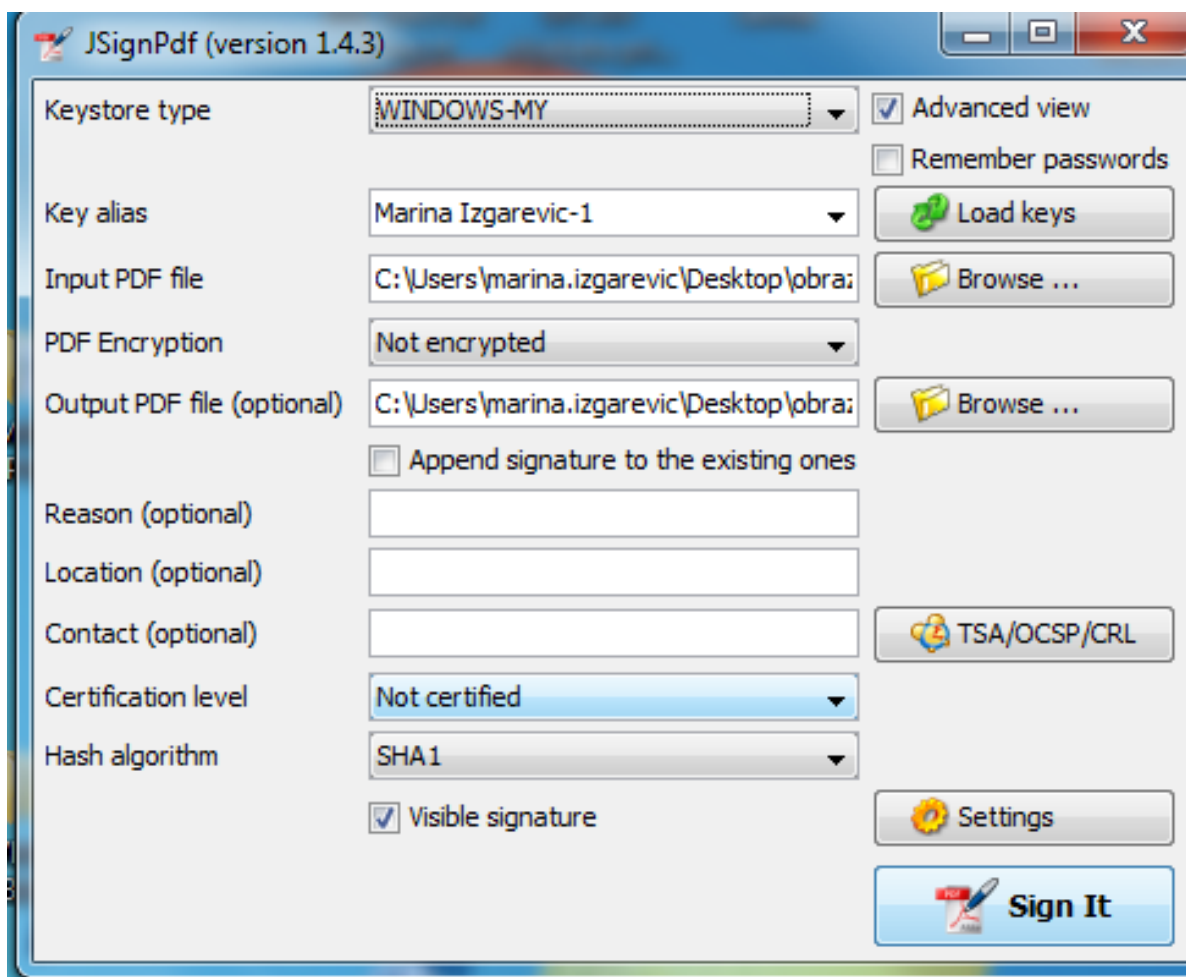 JSignPdf (version 1.4.3)
Keystore type WINDOWS-MY Advanced view
Remember passwords
Key alias Marina Izgarevic-1 Load keys
Input PDF file C:\Users\marina.izgarevic\Desktop\obraz Browse ...
PDF Encryption Not encrypted
Output PDF file (optional) C:\Users\marina.izgarevic\Desktop\obraz Browse ...
Append signature to the existing ones
Reason (optional)
Location (optional)
Contact (optional) TSA/OCSP/CRL
Certification level Not certified
Hash algorithm SHA1
Visible signature Settings
Sign It